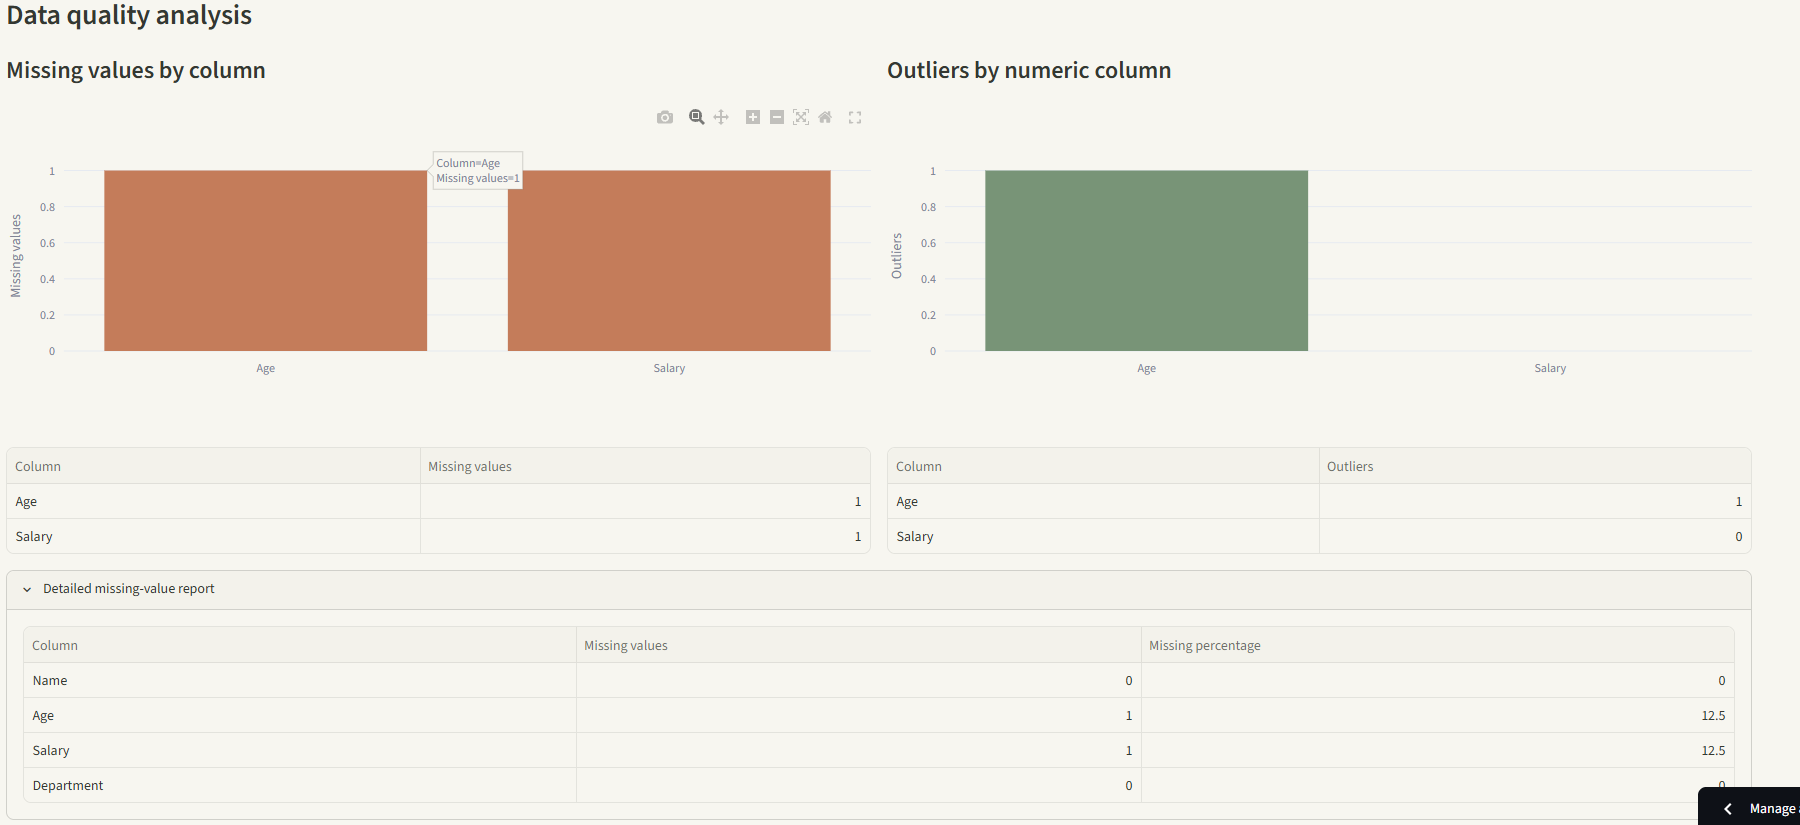 Data quality analysis
Missing values by column
Outliers by numeric column
Column=Age
Missing values=1
Missing values
1
0.8
0.6
0.4
0.2
0
Age
Salary
Outliers
1
0.8
0.6
0.4
0.2
0
Age
Salary
Column Missing values
Age 1
Salary 1
Column Outliers
Age 1
Salary 0
Detailed missing-value report
Column Missing values Missing percentage
Name 0 0
Age 1 12.5
Salary 1 12.5
Department 0 0
Manage